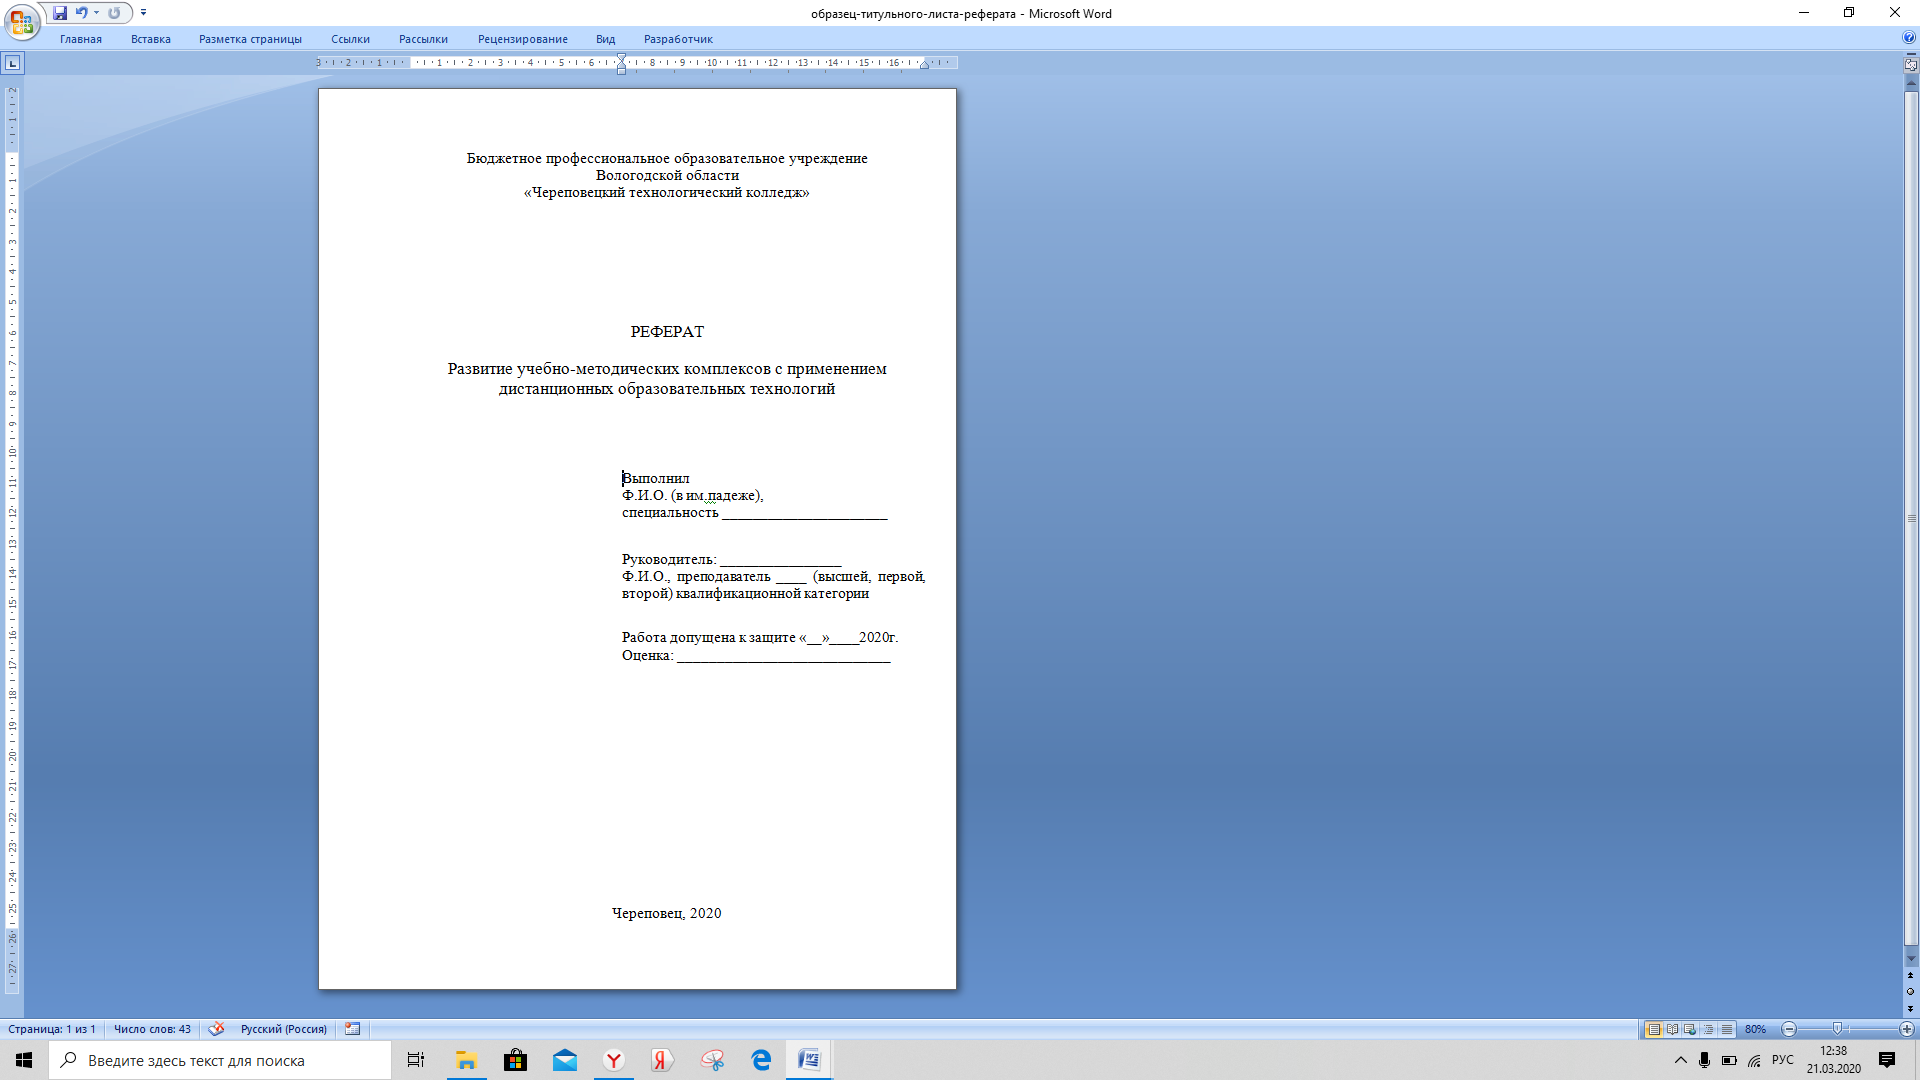 образец-титульного-листа-реферата - Microsoft Word
Главная Вставка Разметка страницы Ссылки Рассылки Рецензирование Вид Разработчик
Бюджетное профессиональное образовательное учреждение
Вологодской области
«Череповецкий технологический колледж»
РЕФЕРАТ
Развитие учебно-методических комплексов с применением
дистанционных образовательных технологий
Выполнил
Ф.И.О. (в им.падеже),
специальность ______________________
Руководитель: ________________
Ф.И.О., преподаватель ____ (высшей, первой,
второй) квалификационной категории
Работа допущена к защите «__»____2020г.
Оценка: ____________________________
Череповец, 2020
Страница: 1 из 1 Число слов: 43 Русский (Россия) 80%
Введите здесь текст для поиска
РУС
12:38
21.03.2020